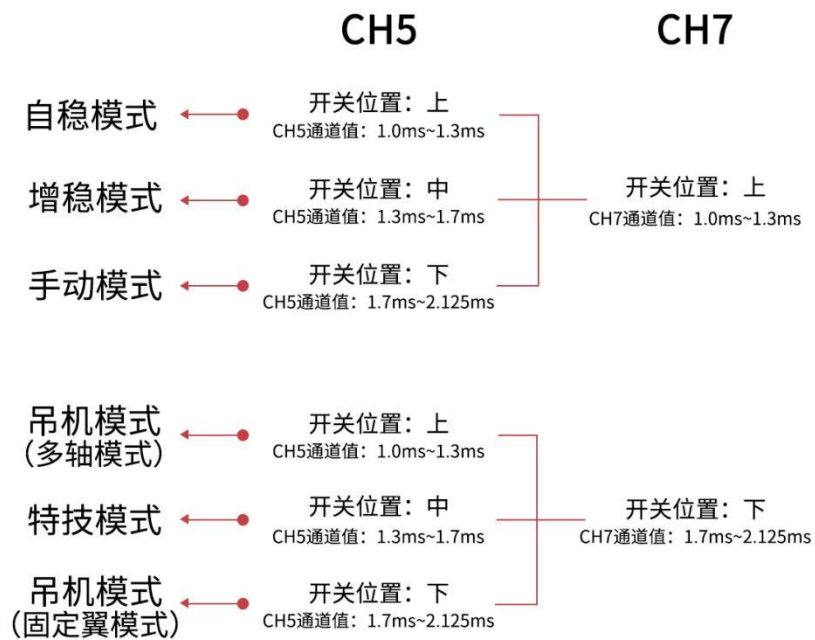 CH5
CH7
自稳模式
开关位置：上
CH5通道值：1.0ms~1.3ms
增稳模式
开关位置：中
CH5通道值：1.3ms~1.7ms
开关位置：上
CH7通道值：1.0ms~1.3ms
手动模式
开关位置：下
CH5通道值：1.7ms~2.125ms
吊机模式
(多轴模式)
开关位置：上
CH5通道值：1.0ms~1.3ms
特技模式
开关位置：中
CH5通道值：1.3ms~1.7ms
开关位置：下
CH7通道值：1.7ms~2.125ms
吊机模式
(固定翼模式)
开关位置：下
CH5通道值：1.7ms~2.125ms